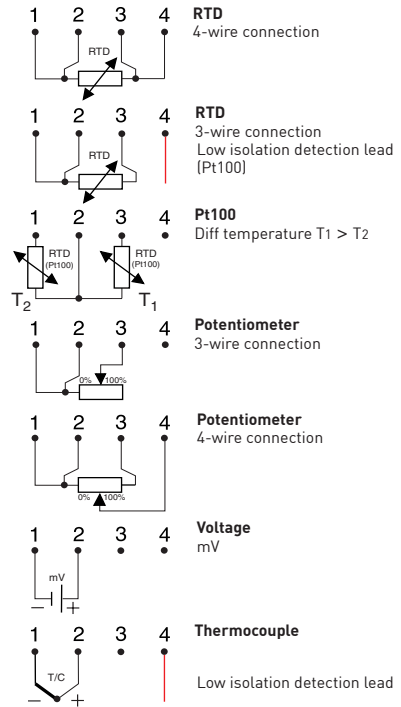 1 2 3 4 RTD
4-wire connection
RTD
1 2 3 4 RTD
3-wire connection
Low isolation detection lead
(Pt100)
RTD
1 2 3 4 Pt100
Diff temperature T1 > T2
RTD
(Pt100)
RTD
(Pt100)
T2 T1
1 2 3 4 Potentiometer
3-wire connection
0% 100%
1 2 3 4 Potentiometer
4-wire connection
0% 100%
1 2 3 4 Voltage
mV
mV
− +
1 2 3 4 Thermocouple
T/C
Low isolation detection lead
− +